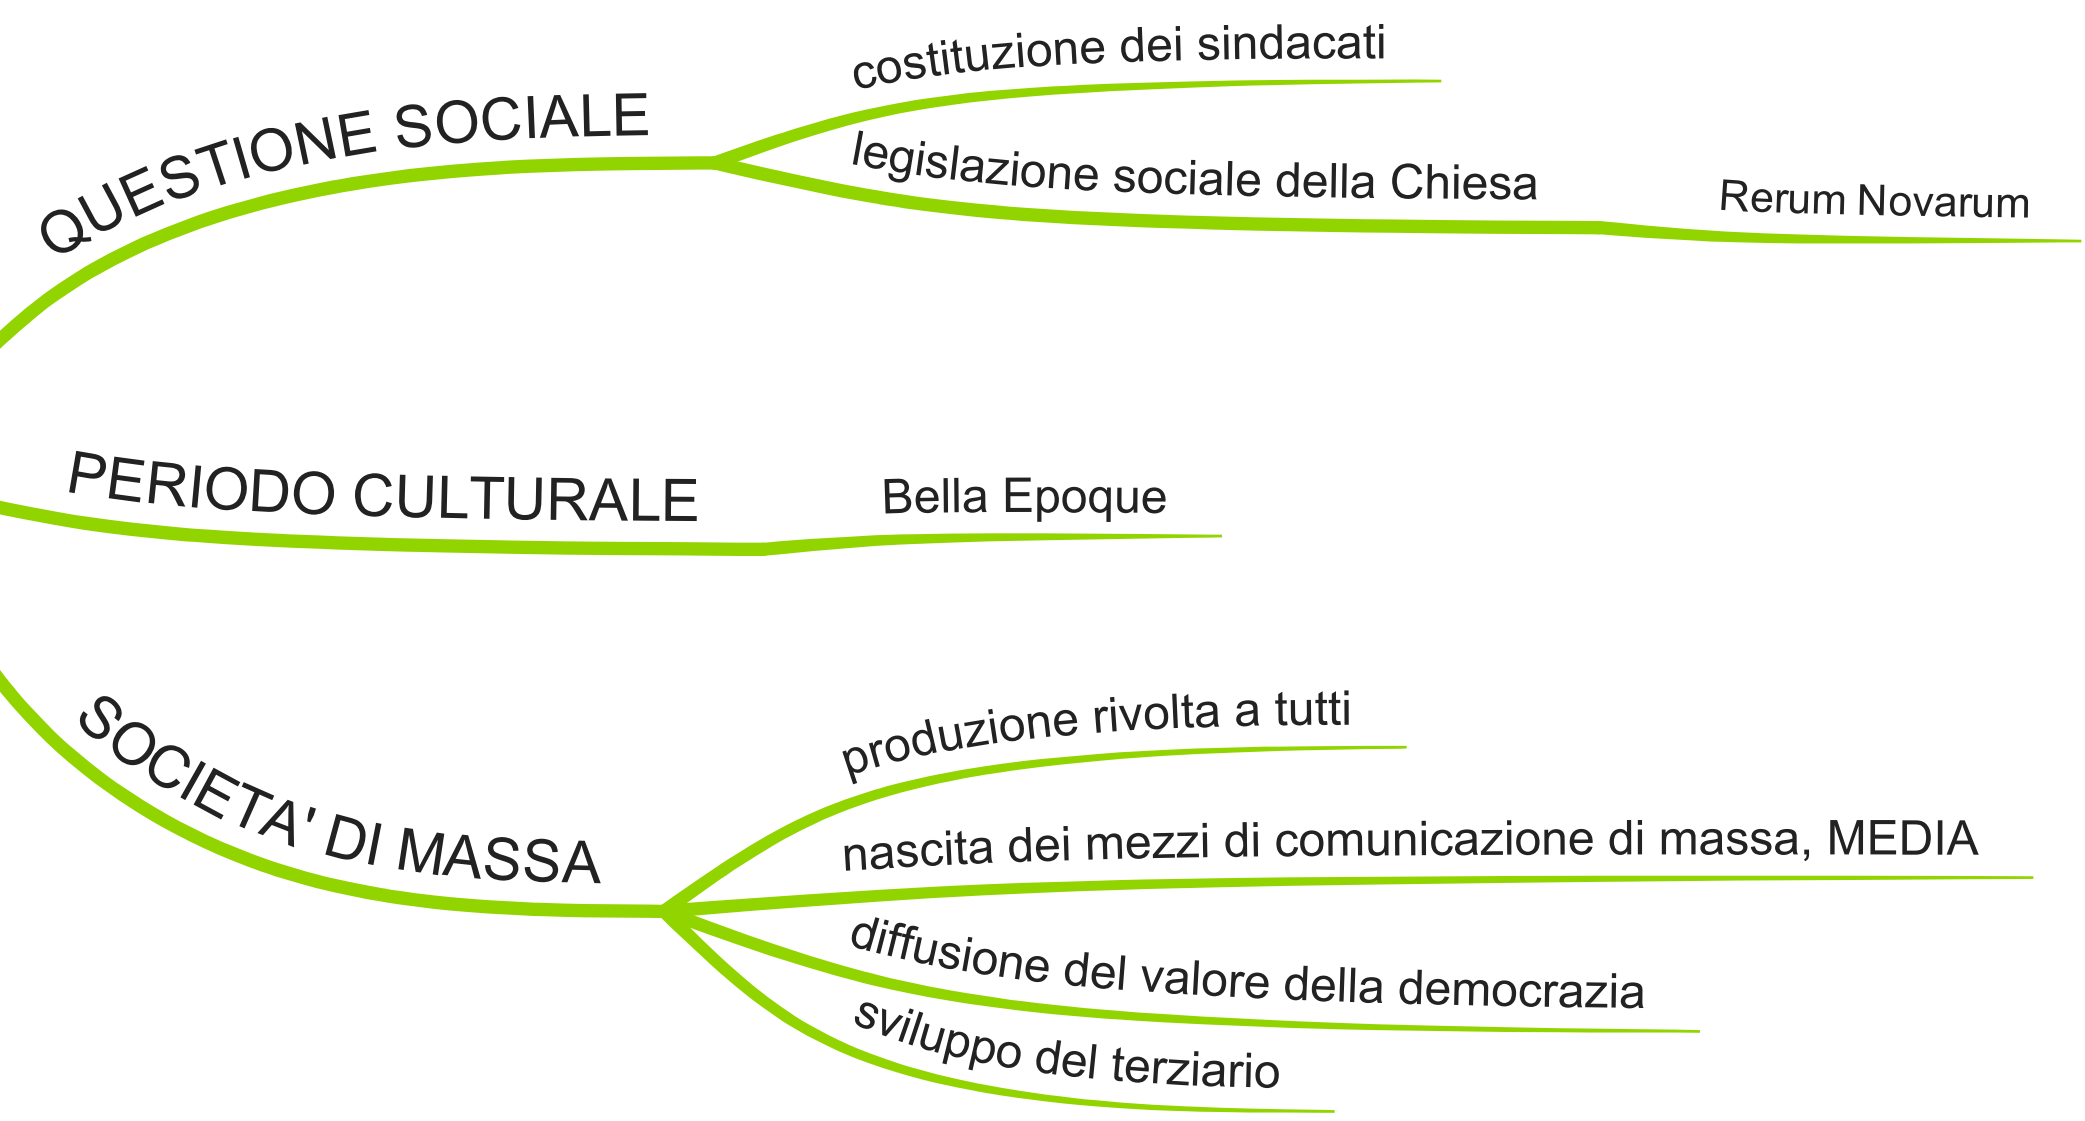 QUESTIONE SOCIALE
costituzione dei sindacati
legislazione sociale della Chiesa
Rerum Novarum
PERIODO CULTURALE
Bella Epoque
SOCIETA' DI MASSA
produzione rivolta a tutti
nascita dei mezzi di comunicazione di massa, MEDIA
diffusione del valore della democrazia
sviluppo del terziario